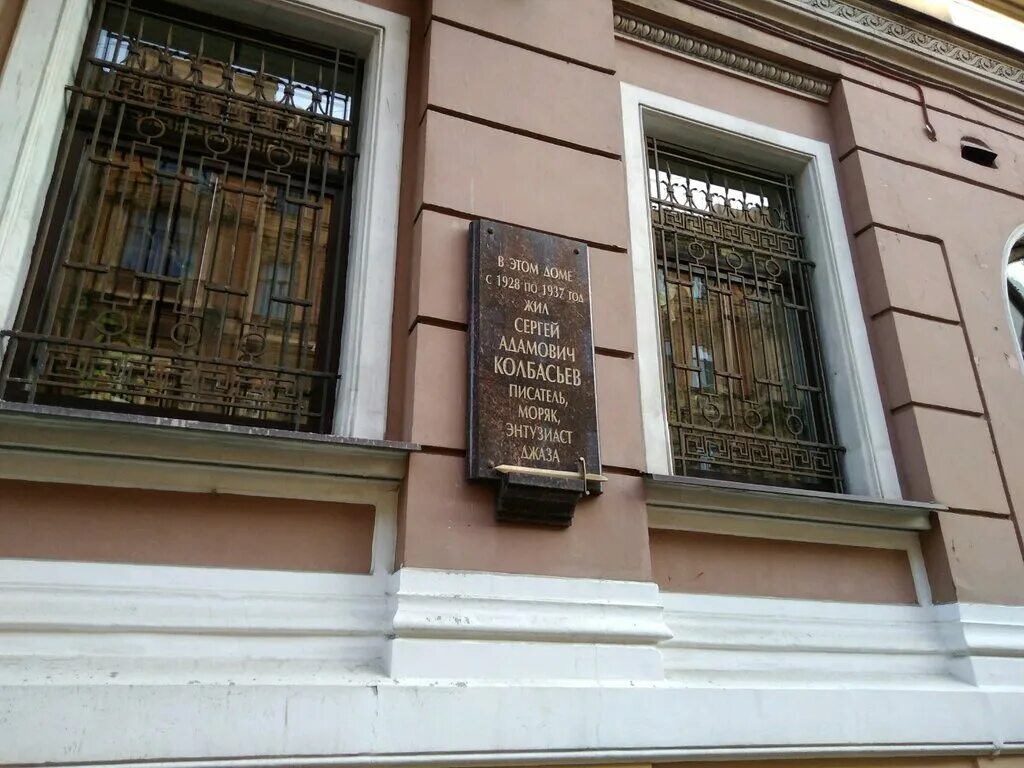 В ЭТОМ ДОМЕ
С 1928 ПО 1937 ГОД
ЖИЛ
СЕРГЕЙ
АДАМОВИЧ
КОЛБАСЬЕВ
ПИСАТЕЛЬ,
МОРЯК,
ЭНТУЗИАСТ
ДЖАЗА